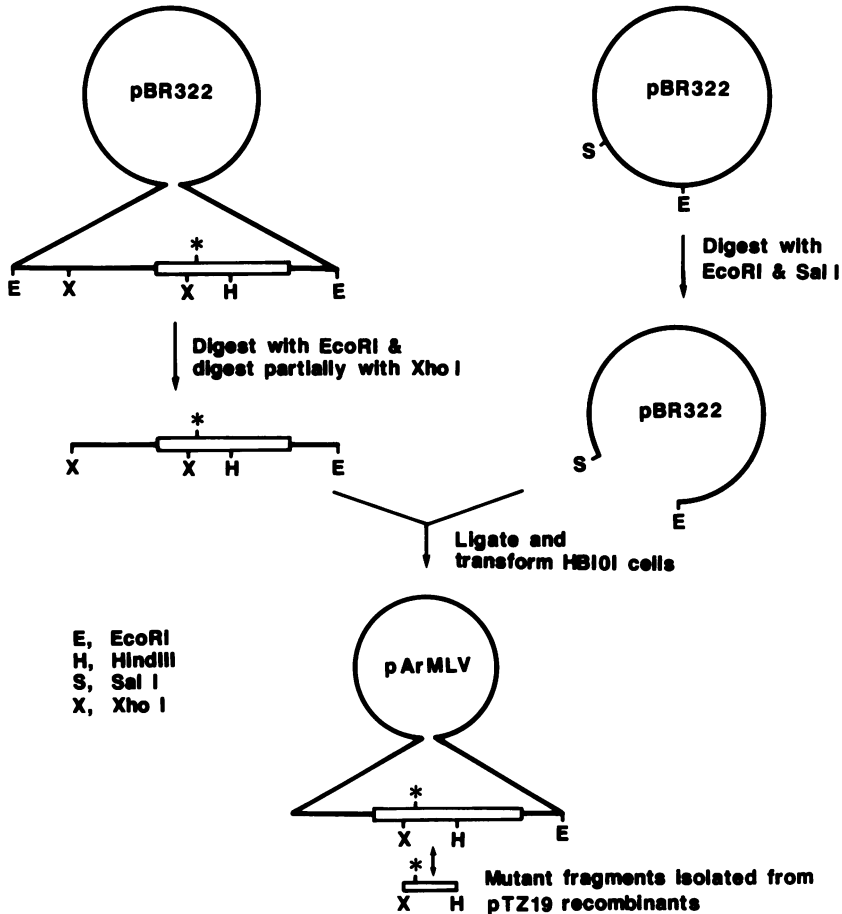 pBR322
*
E X X H E
Digest with EcoRI &
digest partially with Xho I
*
X X H E
pBR322
S
E
Digest with
EcoRI & Sal I
pBR322
S
E
Ligate and
transform HB101 cells
E, EcoRI
H, HindIII
S, Sal I
X, Xho I
pArMLV
*
X H E
*
X H
Mutant fragments isolated from
pTZ19 recombinants